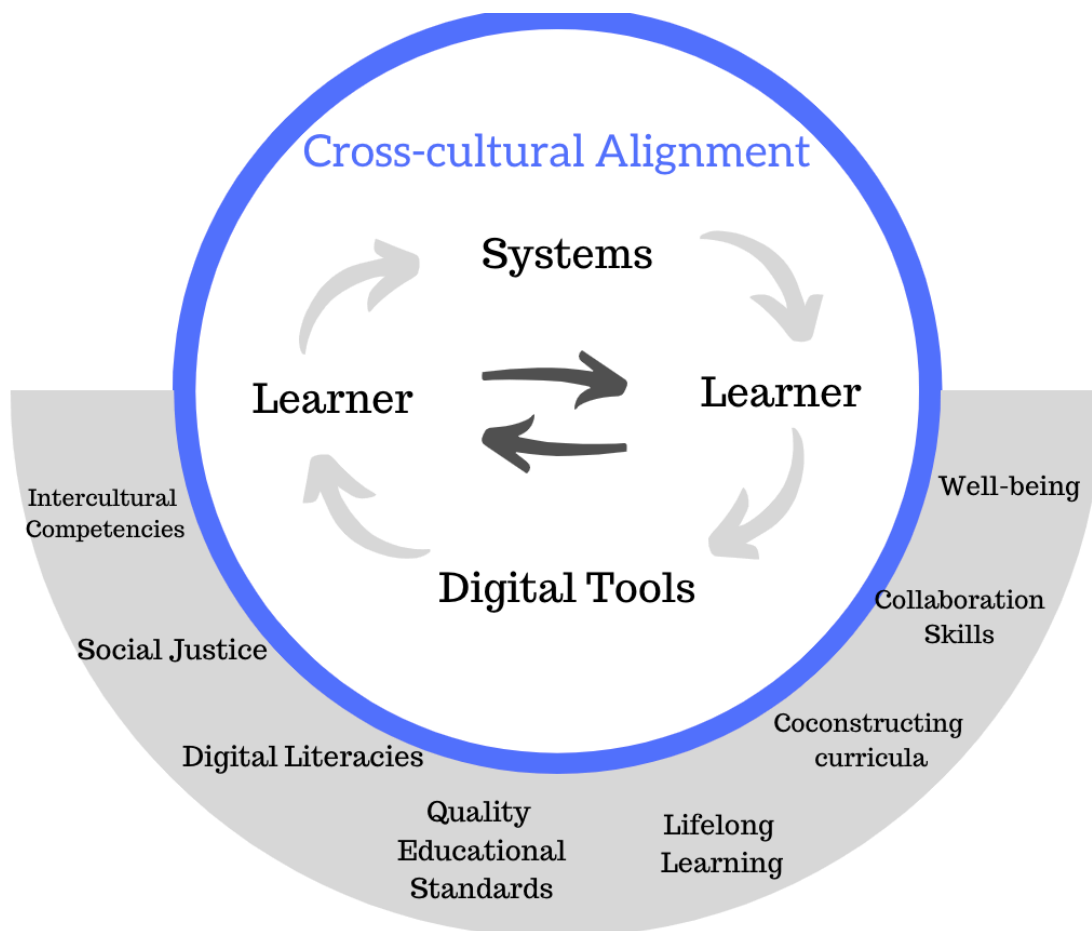 Cross-cultural Alignment
Systems
Learner
Learner
Digital Tools
Intercultural
Competencies
Social Justice
Digital Literacies
Quality
Educational
Standards
Lifelong
Learning
Coconstructing
curricula
Collaboration
Skills
Well-being